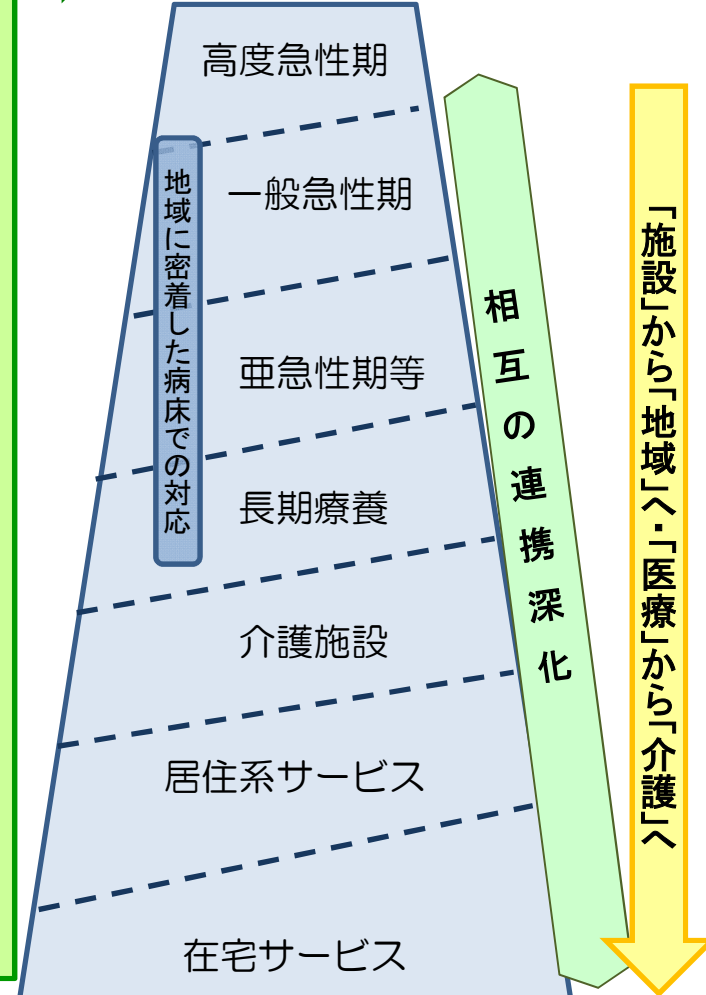 高度急性期
一般急性期
亜急性期等
長期療養
介護施設
居住系サービス
在宅サービス
地域に密着した病床での対応
相互の連携深化
「施設」から「地域」へ・「医療」から「介護」へ